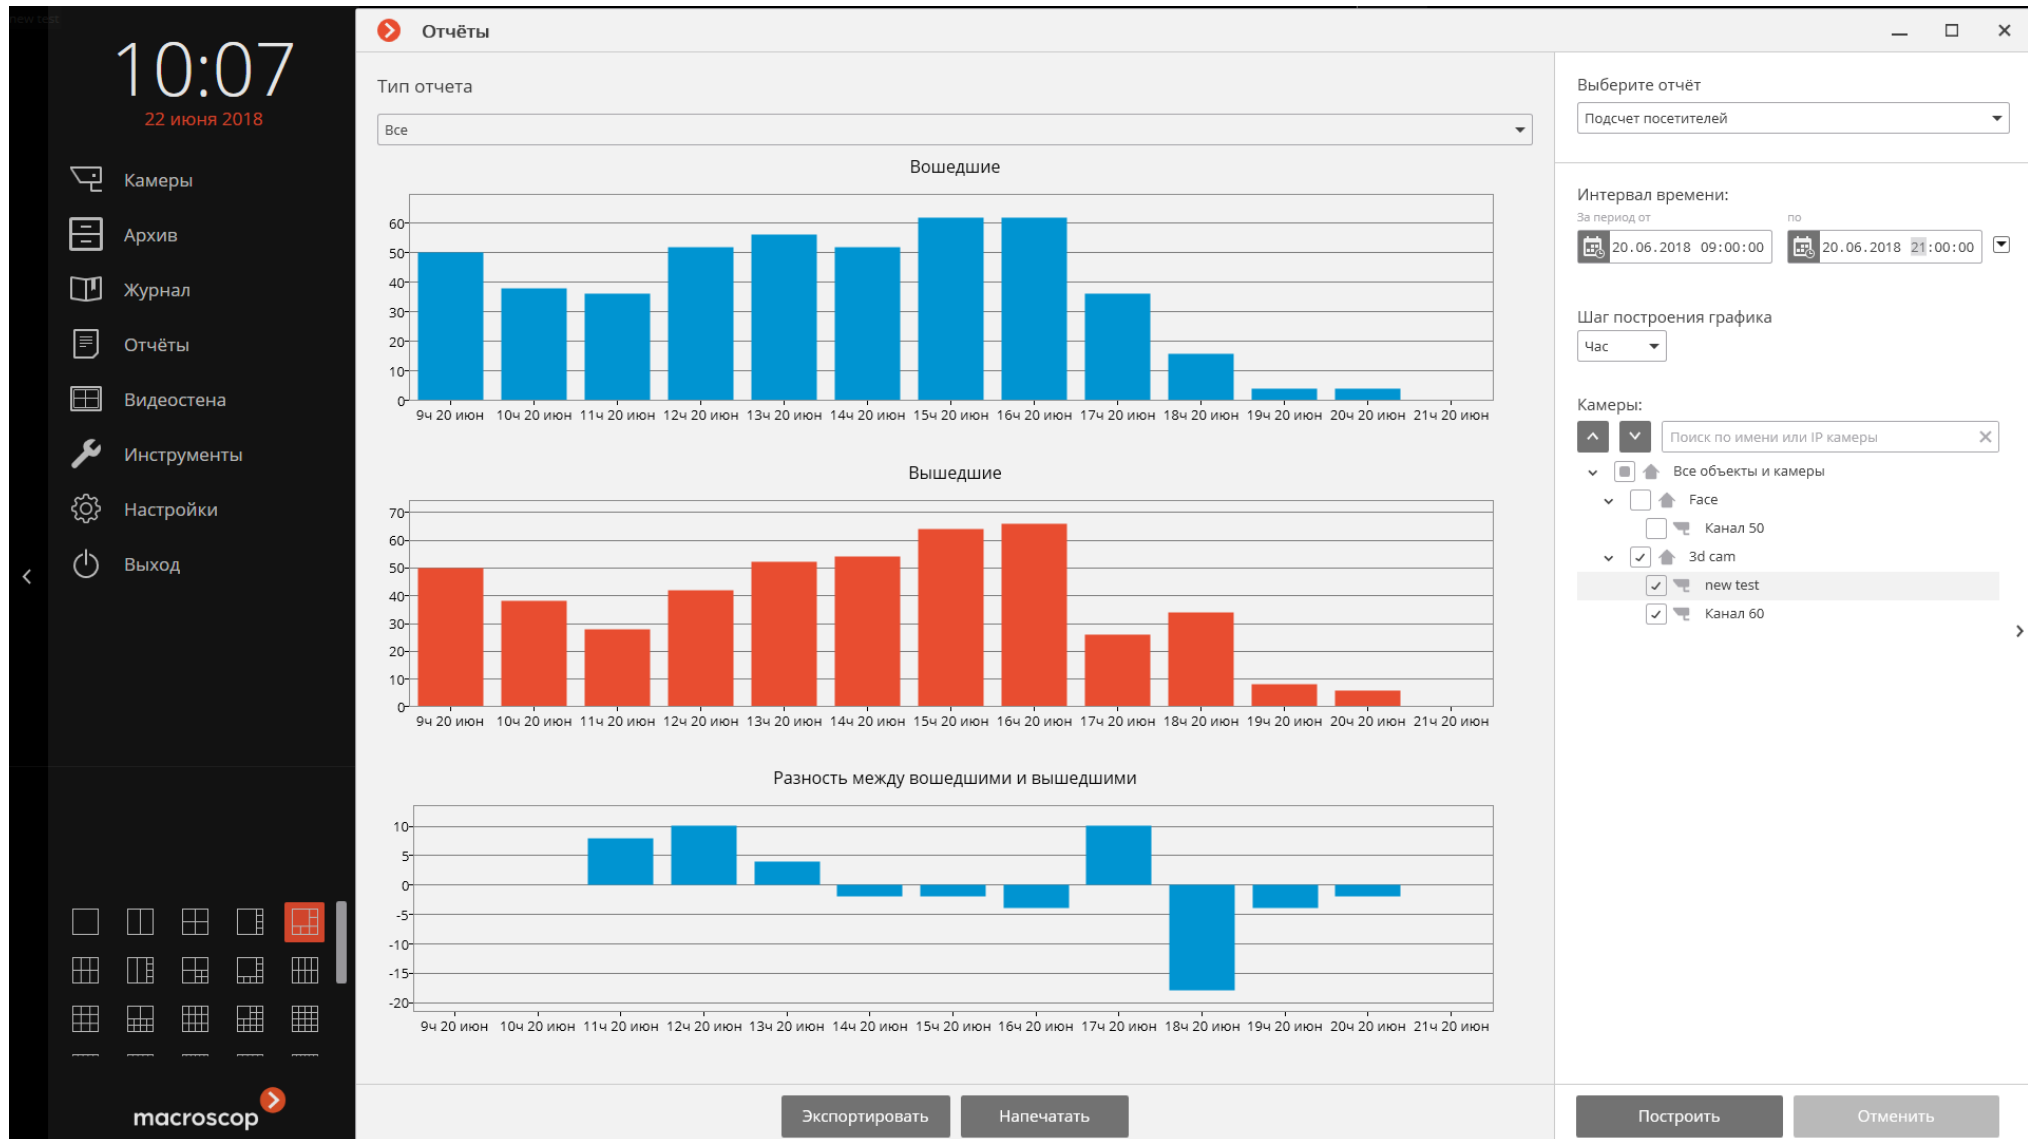 new test
10:07
22 июня 2018
Камеры
Архив
Журнал
Отчёты
Видеостена
Инструменты
Настройки
Выход
macroscop
Отчёты
Тип отчета
Все
Вошедшие
60
50
40
30
20
10
0
9ч 20 июн 10ч 20 июн 11ч 20 июн 12ч 20 июн 13ч 20 июн 14ч 20 июн 15ч 20 июн 16ч 20 июн 17ч 20 июн 18ч 20 июн 19ч 20 июн 20ч 20 июн 21ч 20 июн
Вышедшие
70
60
50
40
30
20
10
0
9ч 20 июн 10ч 20 июн 11ч 20 июн 12ч 20 июн 13ч 20 июн 14ч 20 июн 15ч 20 июн 16ч 20 июн 17ч 20 июн 18ч 20 июн 19ч 20 июн 20ч 20 июн 21ч 20 июн
Разность между вошедшими и вышедшими
10
5
0
-5
-10
-15
-20
9ч 20 июн 10ч 20 июн 11ч 20 июн 12ч 20 июн 13ч 20 июн 14ч 20 июн 15ч 20 июн 16ч 20 июн 17ч 20 июн 18ч 20 июн 19ч 20 июн 20ч 20 июн 21ч 20 июн
Экспортировать Напечатать
Выберите отчёт
Подсчет посетителей
Интервал времени:
За период от по
20.06.2018 09:00:00 20.06.2018 21:00:00
Шаг построения графика
Час
Камеры:
Поиск по имени или IP камеры
Все объекты и камеры
Face
Канал 50
3d cam
new test
Канал 60
Построить Отменить